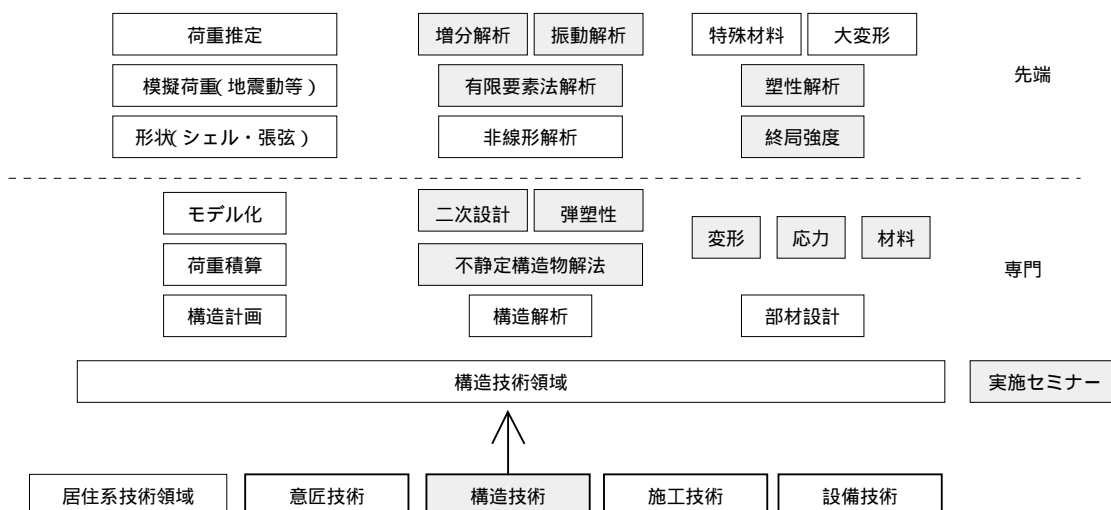 荷重推定 増分解析 振動解析 特殊材料 大変形
模擬荷重(地震動等) 有限要素法解析 塑性解析 先端
形状(シェル・張弦) 非線形解析 終局強度
モデル化 二次設計 弾塑性
変形 応力 材料
荷重積算 不静定構造物解法 専門
構造計画 構造解析 部材設計
構造技術領域 実施セミナー
居住系技術領域 意匠技術 構造技術 施工技術 設備技術